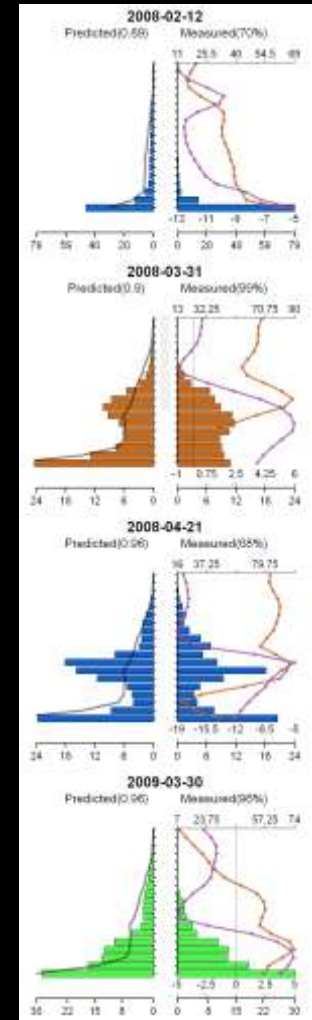 2008-02-12
Predicted(0.89) Measured(70%)
11 25.5 40 54.5 69
-13 -11 -9 -7 -5
79 59 40 20 0 0 20 40 59 79
2008-03-31
Predicted(0.9) Measured(99%)
13 32.25 70.75 90
-1 0.75 2.5 4.25 6
24 18 12 6 0 0 6 12 18 24
2008-04-21
Predicted(0.96) Measured(68%)
16 37.25 79.75
-19 -15.5 -12 -8.5 -5
24 18 12 6 0 0 6 12 18 24
2009-03-30
Predicted(0.96) Measured(96%)
7 23.75 57.25 74
-5 -2.5 0 2.5 5
30 23 15 8 0 0 8 15 23 30